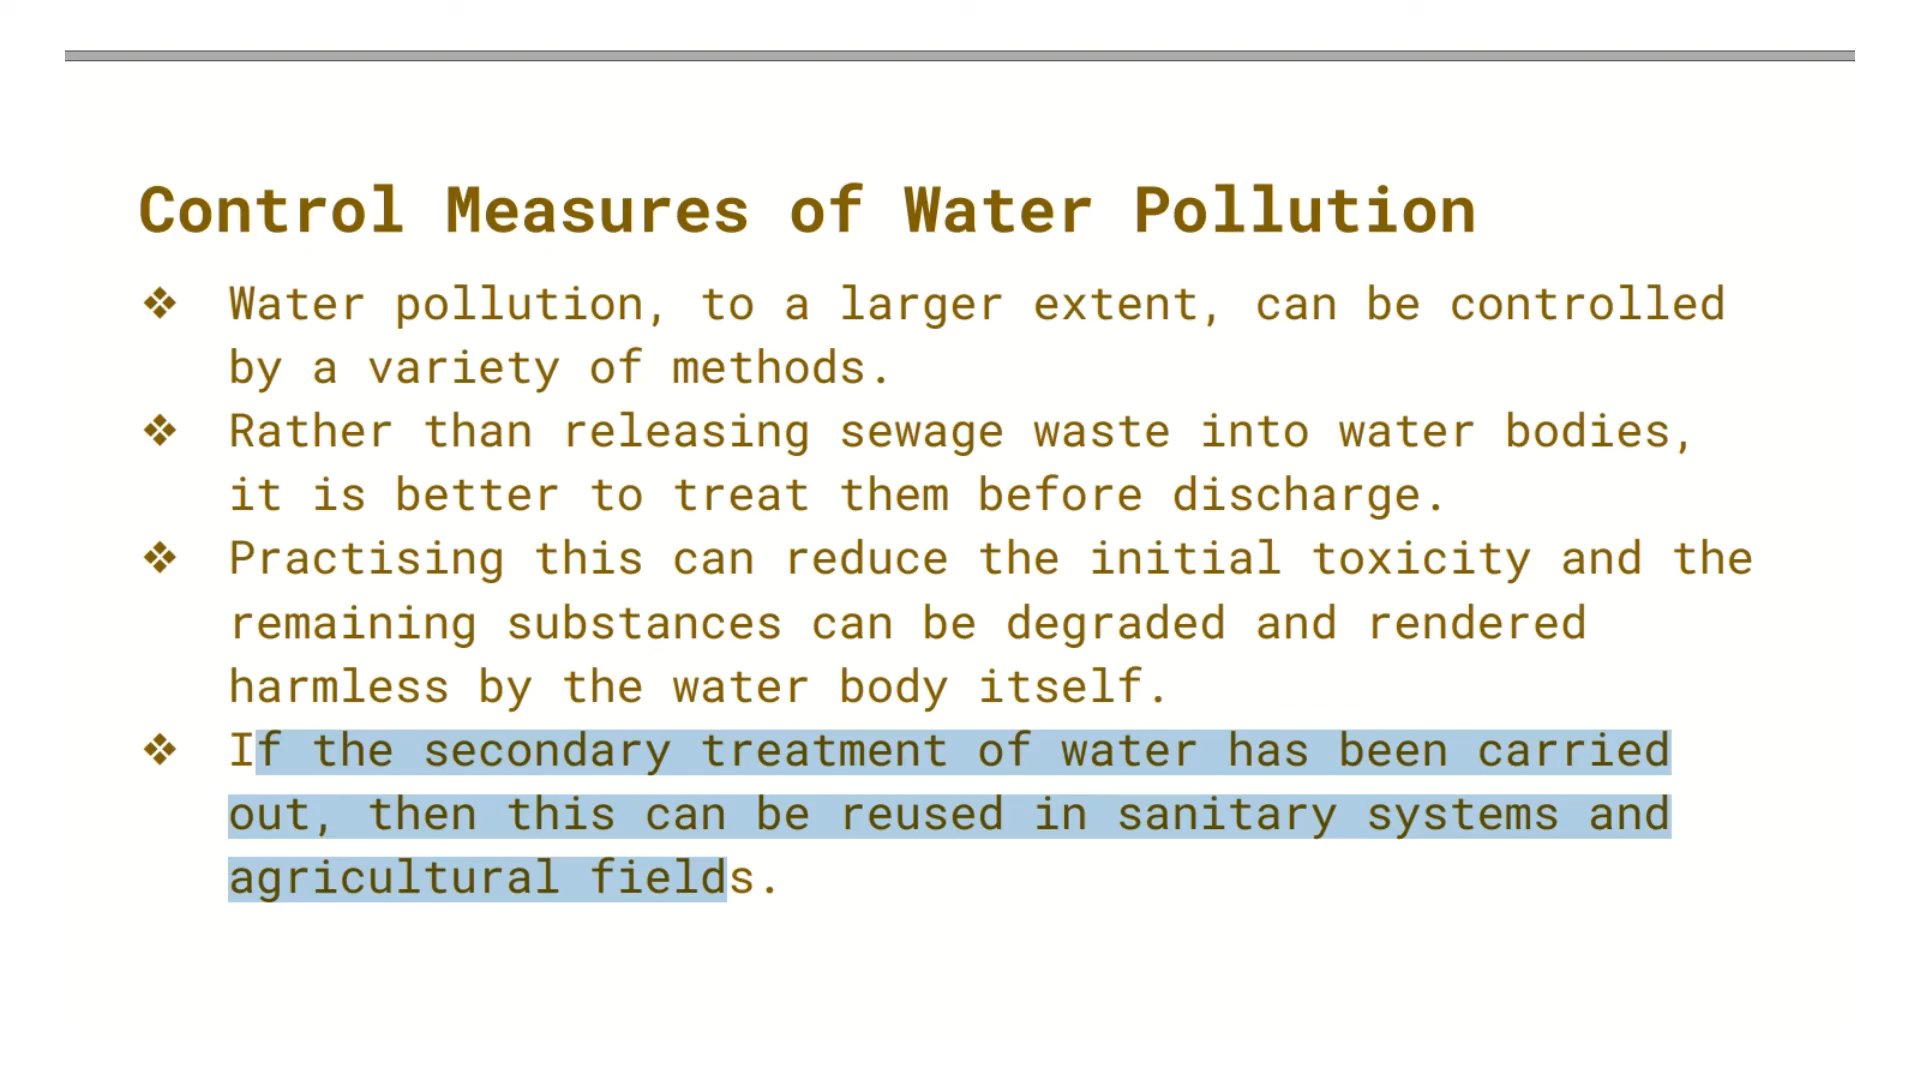 Control Measures of Water Pollution
❖ Water pollution, to a larger extent, can be controlled
by a variety of methods.
❖ Rather than releasing sewage waste into water bodies,
it is better to treat them before discharge.
❖ Practising this can reduce the initial toxicity and the
remaining substances can be degraded and rendered
harmless by the water body itself.
❖ If the secondary treatment of water has been carried
out, then this can be reused in sanitary systems and
agricultural fields.